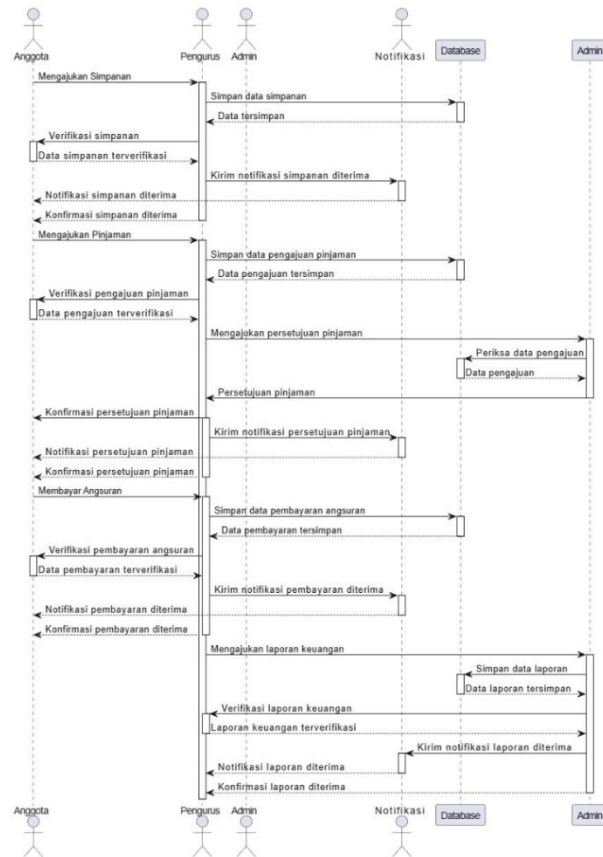 Anggota Pengurus Admin Notifikasi Database Admin
Mengajukan Simpanan
Simpan data simpanan
Data tersimpan
Verifikasi simpanan
Data simpanan terverifikasi
Kirim notifikasi simpanan diterima
Notifikasi simpanan diterima
Konfirmasi simpanan diterima
Mengajukan Pinjaman
Simpan data pengajuan pinjaman
Data pengajuan tersimpan
Verifikasi pengajuan pinjaman
Data pengajuan terverifikasi
Mengajukan persetujuan pinjaman
Periksa data pengajuan
Data pengajuan
Persetujuan pinjaman
Konfirmasi persetujuan pinjaman
Kirim notifikasi persetujuan pinjaman
Notifikasi persetujuan pinjaman
Konfirmasi persetujuan pinjaman
Membayar Angsuran
Simpan data pembayaran angsuran
Data pembayaran tersimpan
Verifikasi pembayaran angsuran
Data pembayaran terverifikasi
Kirim notifikasi pembayaran diterima
Notifikasi pembayaran diterima
Konfirmasi pembayaran diterima
Mengajukan laporan keuangan
Simpan data laporan
Data laporan tersimpan
Verifikasi laporan keuangan
Laporan keuangan terverifikasi
Kirim notifikasi laporan diterima
Notifikasi laporan diterima
Konfirmasi laporan diterima
Anggota Pengurus Admin Notifikasi Database Admin